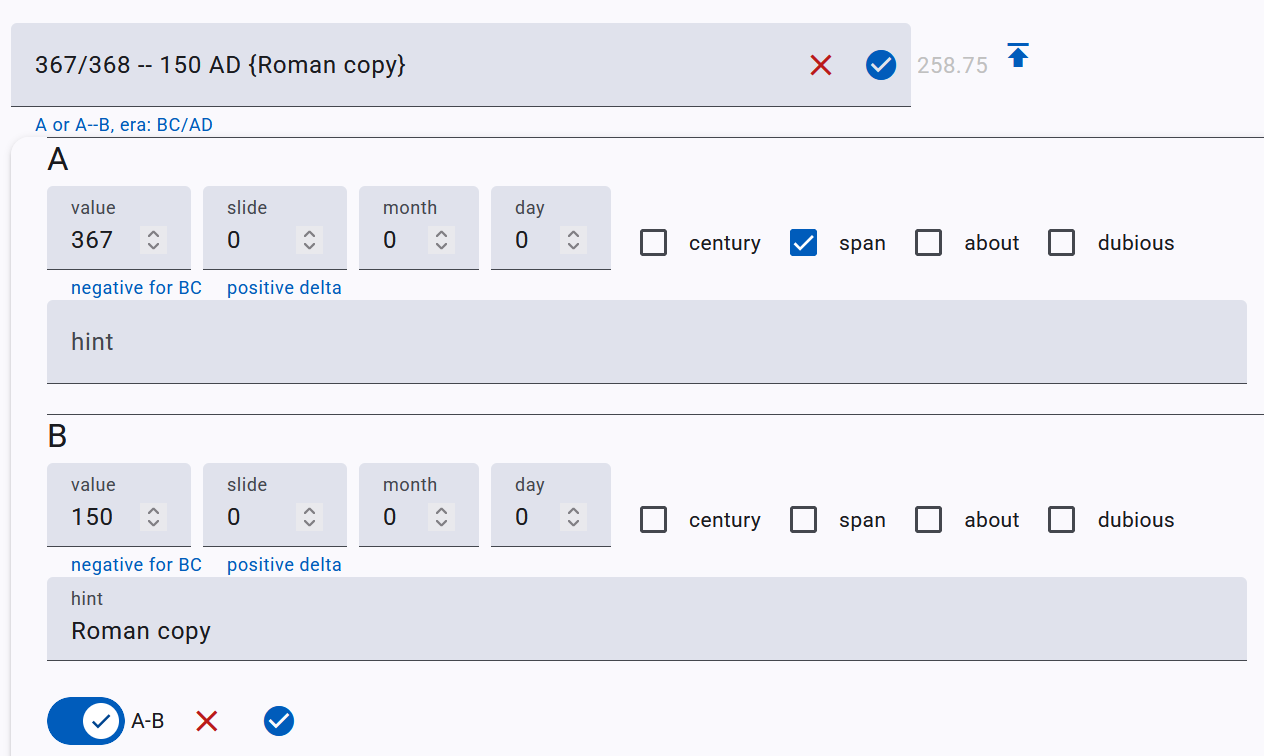 367/368 -- 150 AD {Roman copy} 258.75
A or A--B, era: BC/AD
A
value slide month day
367 0 0 0 century span about dubious
negative for BC positive delta
hint
B
value slide month day
150 0 0 0 century span about dubious
negative for BC positive delta
hint
Roman copy
A-B